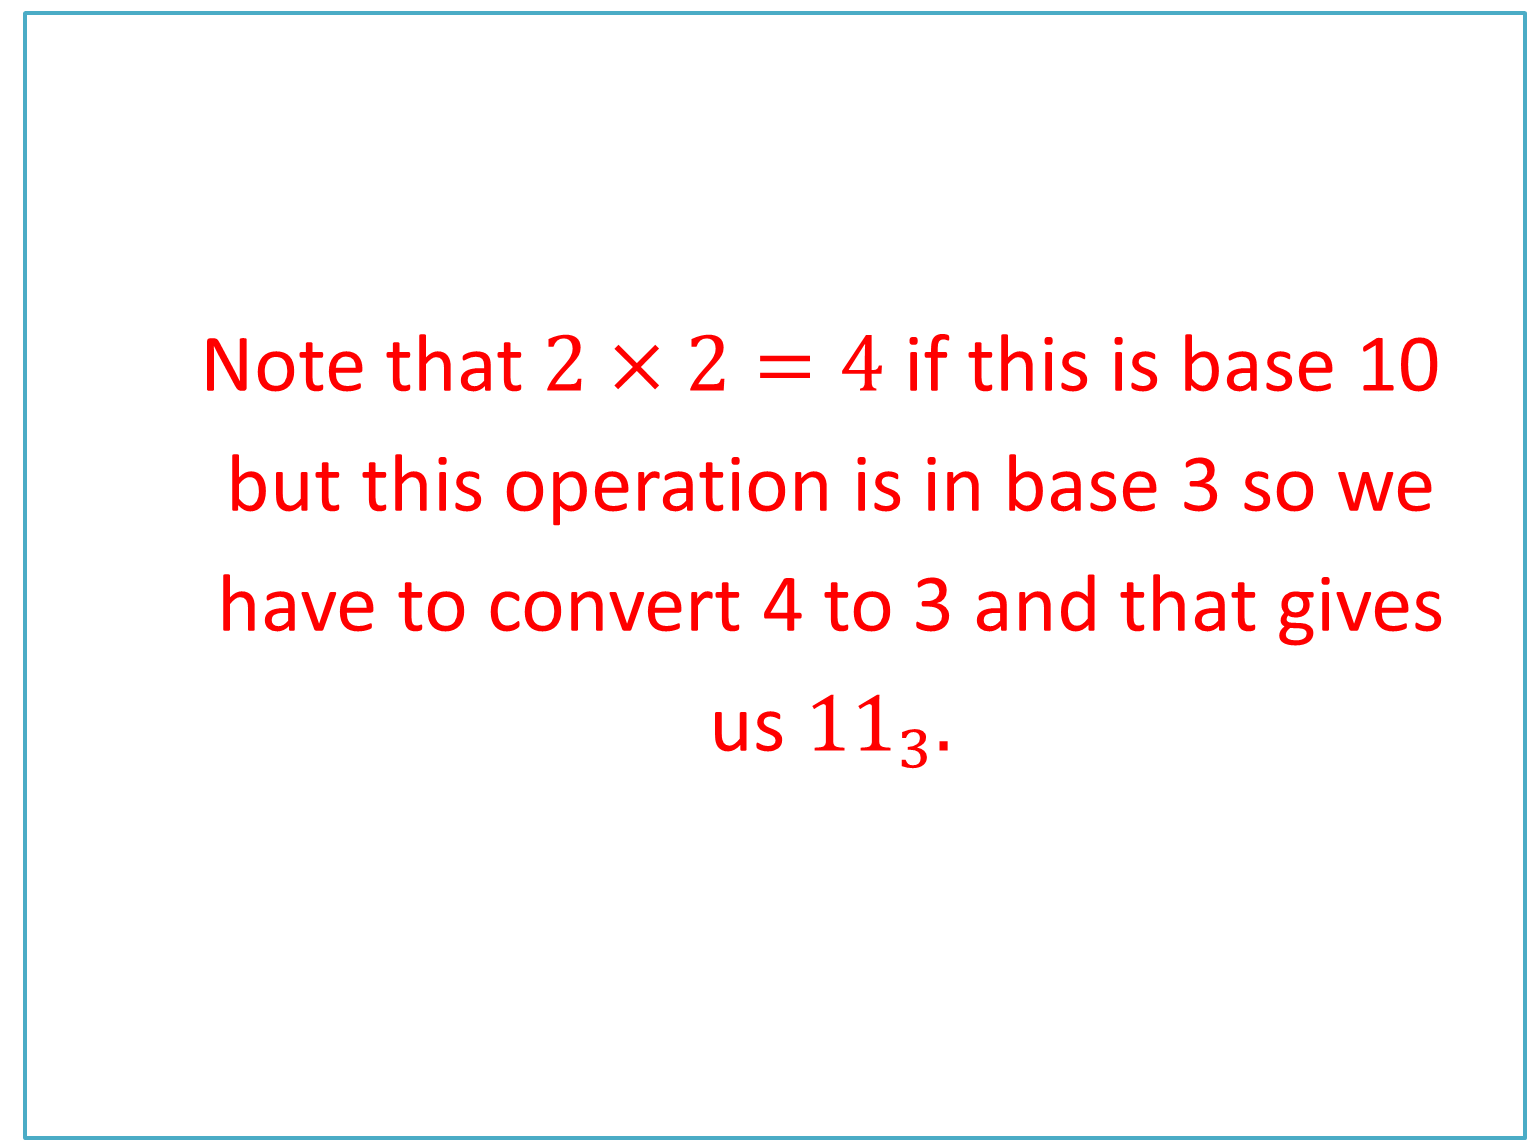 Note that 2 × 2 = 4 if this is base 10
but this operation is in base 3 so we
have to convert 4 to 3 and that gives
us 11₃.